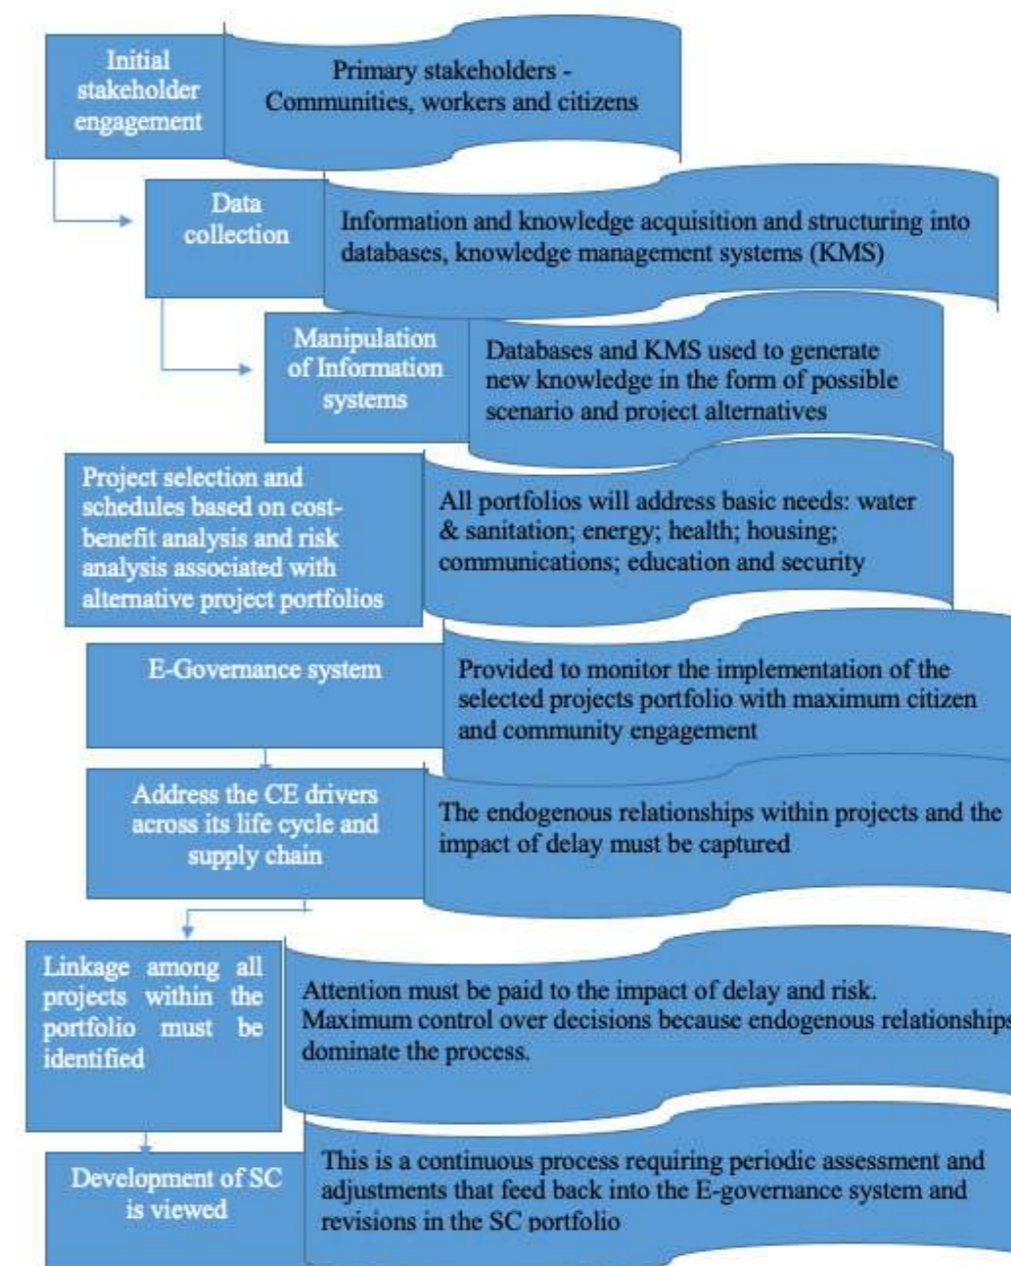 Initial
stakeholder
engagement
Primary stakeholders -
Communities, workers and citizens
Data
collection
Information and knowledge acquisition and structuring into
databases, knowledge management systems (KMS)
Manipulation
of Information
systems
Databases and KMS used to generate
new knowledge in the form of possible
scenario and project alternatives
Project selection and
schedules based on cost-
benefit analysis and risk
analysis associated with
alternative project portfolios
All portfolios will address basic needs: water
& sanitation; energy; health; housing;
communications; education and security
E-Governance system
Provided to monitor the implementation of the
selected projects portfolio with maximum citizen
and community engagement
Address the CE drivers
across its life cycle and
supply chain
The endogenous relationships within projects and the
impact of delay must be captured
Linkage among all
projects within the
portfolio must be
identified
Attention must be paid to the impact of delay and risk.
Maximum control over decisions because endogenous relationships
dominate the process.
Development of SC
is viewed
This is a continuous process requiring periodic assessment and
adjustments that feed back into the E-governance system and
revisions in the SC portfolio